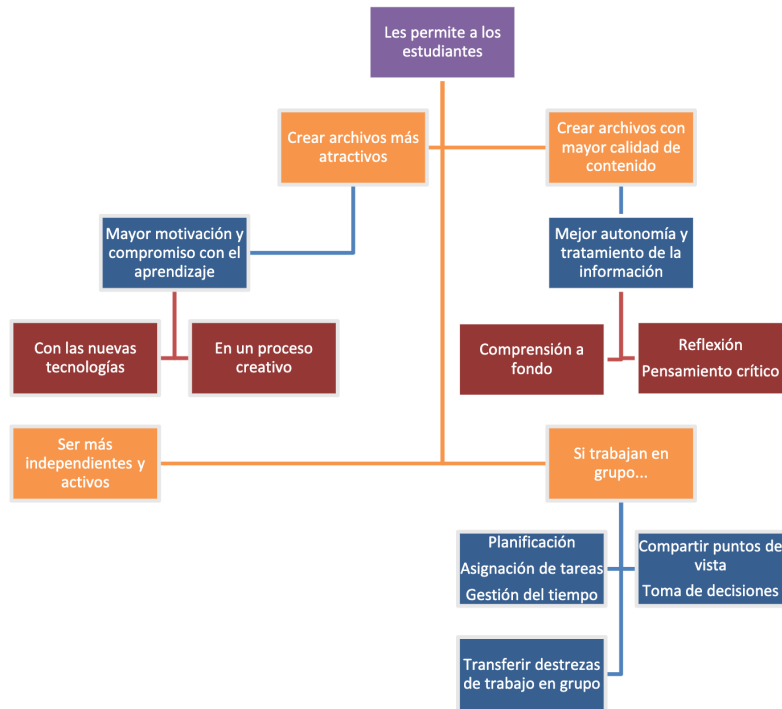 Les permite a los
estudiantes
Crear archivos más
atractivos
Crear archivos con
mayor calidad de
contenido
Mayor motivación y
compromiso con el
aprendizaje
Mejor autonomía y
tratamiento de la
información
Con las nuevas
tecnologías
En un proceso
creativo
Comprensión a
fondo
Reflexión
Pensamiento crítico
Ser más
independientes y
activos
Si trabajan en
grupo...
Planificación
Asignación de tareas
Gestión del tiempo
Compartir puntos de
vista
Toma de decisiones
Transferir destrezas
de trabajo en grupo